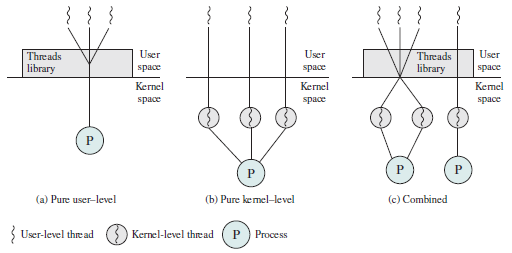 Threads
library
User
space
Kernel
space
P
(a) Pure user–level
User
space
Kernel
space
P
(b) Pure kernel–level
Threads
library
User
space
Kernel
space
P
P
(c) Combined
User-level thread
Kernel-level thread
P
Process